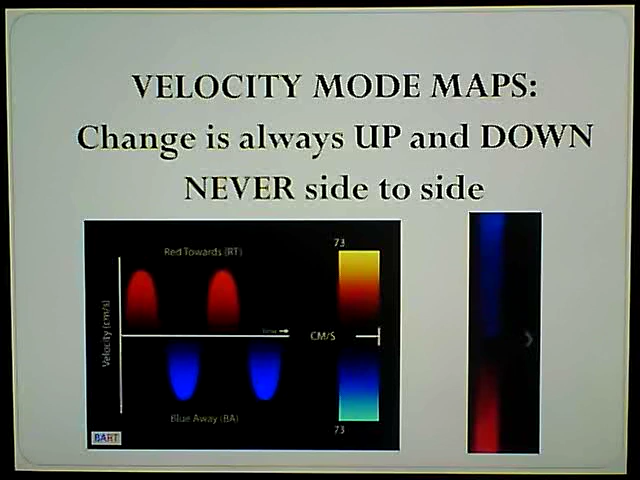 VELOCITY MODE MAPS:
Change is always UP and DOWN
NEVER side to side
Red Towards (RT)
73
Velocity (cm/s)
time
CM/S
Blue Away (BA)
73
BART